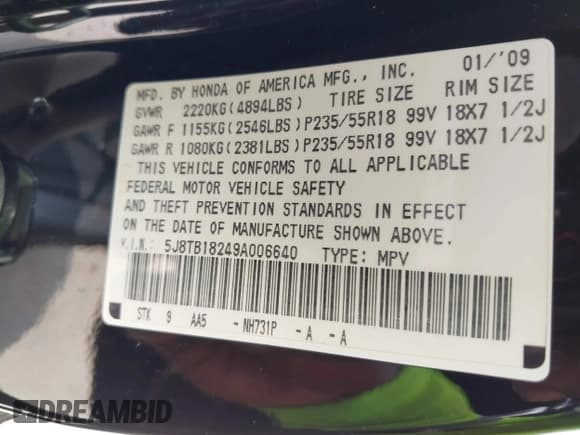 MFD. BY HONDA OF AMERICA MFG., INC. 01/'09
GVWR 2220KG(4894LBS) TIRE SIZE RIM SIZE
GAWR F 1155KG(2546LBS)P235/55R18 99V 18X7 1/2J
GAWR R 1080KG(2381LBS)P235/55R18 99V 18X7 1/2J
THIS VEHICLE CONFORMS TO ALL APPLICABLE
FEDERAL MOTOR VEHICLE SAFETY
AND THEFT PREVENTION STANDARDS IN EFFECT
ON THE DATE OF MANUFACTURE SHOWN ABOVE.
V.I.N.: 5J8TB18249A006640 TYPE: MPV
STK 9 AA5 - NH731P - A - A
DREAMBID